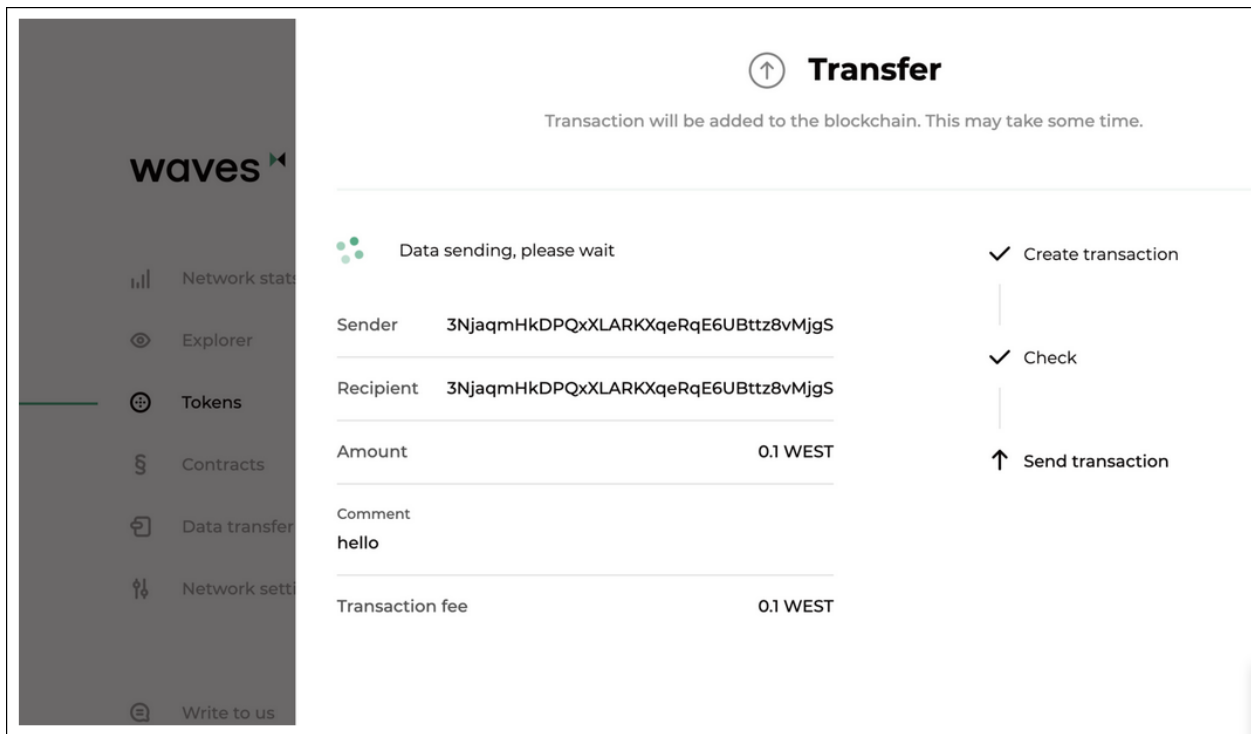 Transfer
Transaction will be added to the blockchain. This may take some time.
waves
Network stats
Explorer
Tokens
Contracts
Data transfer
Network setti
Write to us
Data sending, please wait
Sender 3NjaqmHkDPQxXLARKXqeRqE6UBttz8vMjgS
Recipient 3NjaqmHkDPQxXLARKXqeRqE6UBttz8vMjgS
Amount 0.1 WEST
Comment
hello
Transaction fee 0.1 WEST
Create transaction
Check
Send transaction